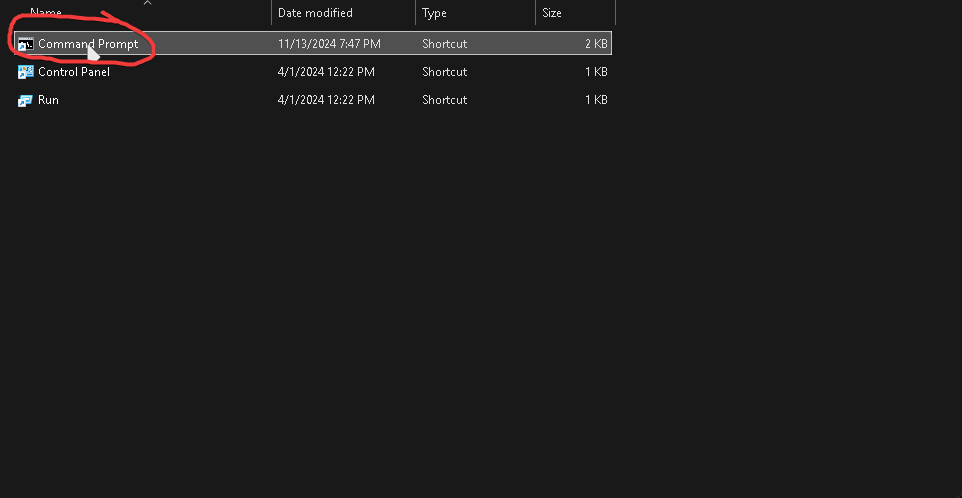 Name Date modified Type Size
Command Prompt 11/13/2024 7:47 PM Shortcut 2 KB
Control Panel 4/1/2024 12:22 PM Shortcut 1 KB
Run 4/1/2024 12:22 PM Shortcut 1 KB